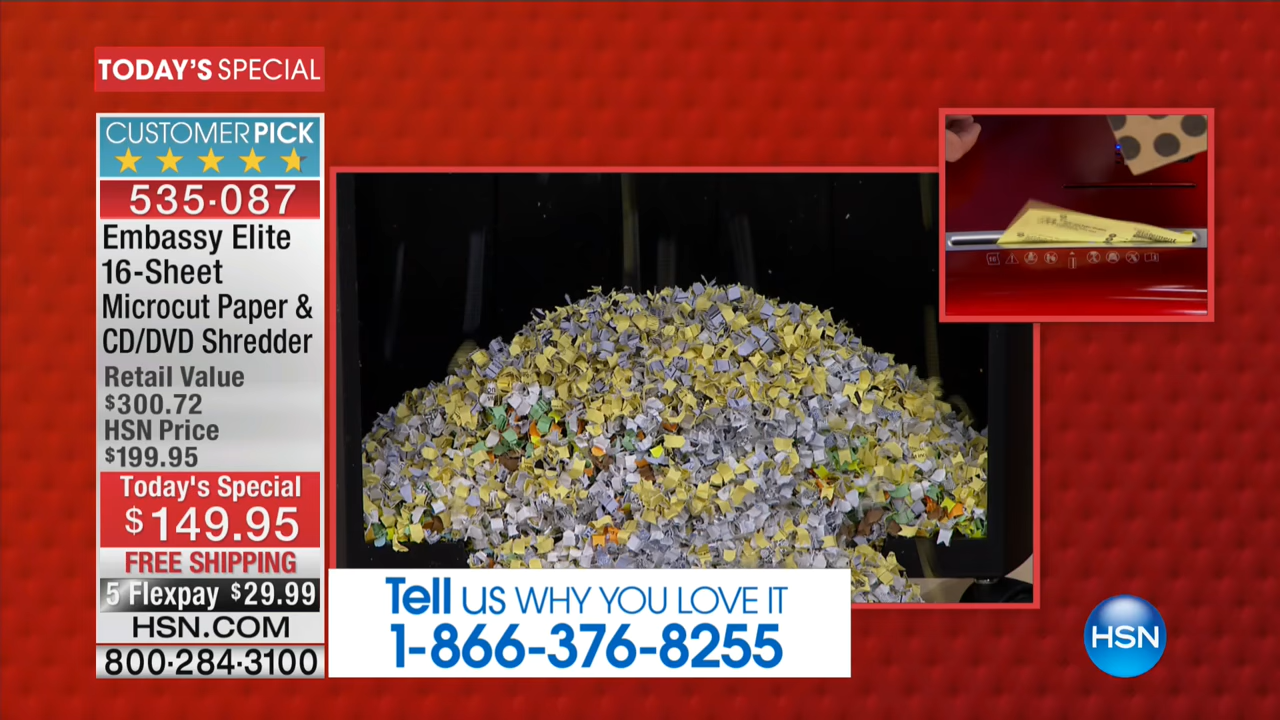 TODAY'S SPECIAL
CUSTOMER PICK
535-087
Embassy Elite
16-Sheet
Microcut Paper &
CD/DVD Shredder
Retail Value
$300.72
HSN Price
$199.95
Today's Special
$149.95
FREE SHIPPING
5 Flexpay $29.99
HSN.COM
800-284-3100
Tell us WHY YOU LOVE IT
1-866-376-8255
HSN